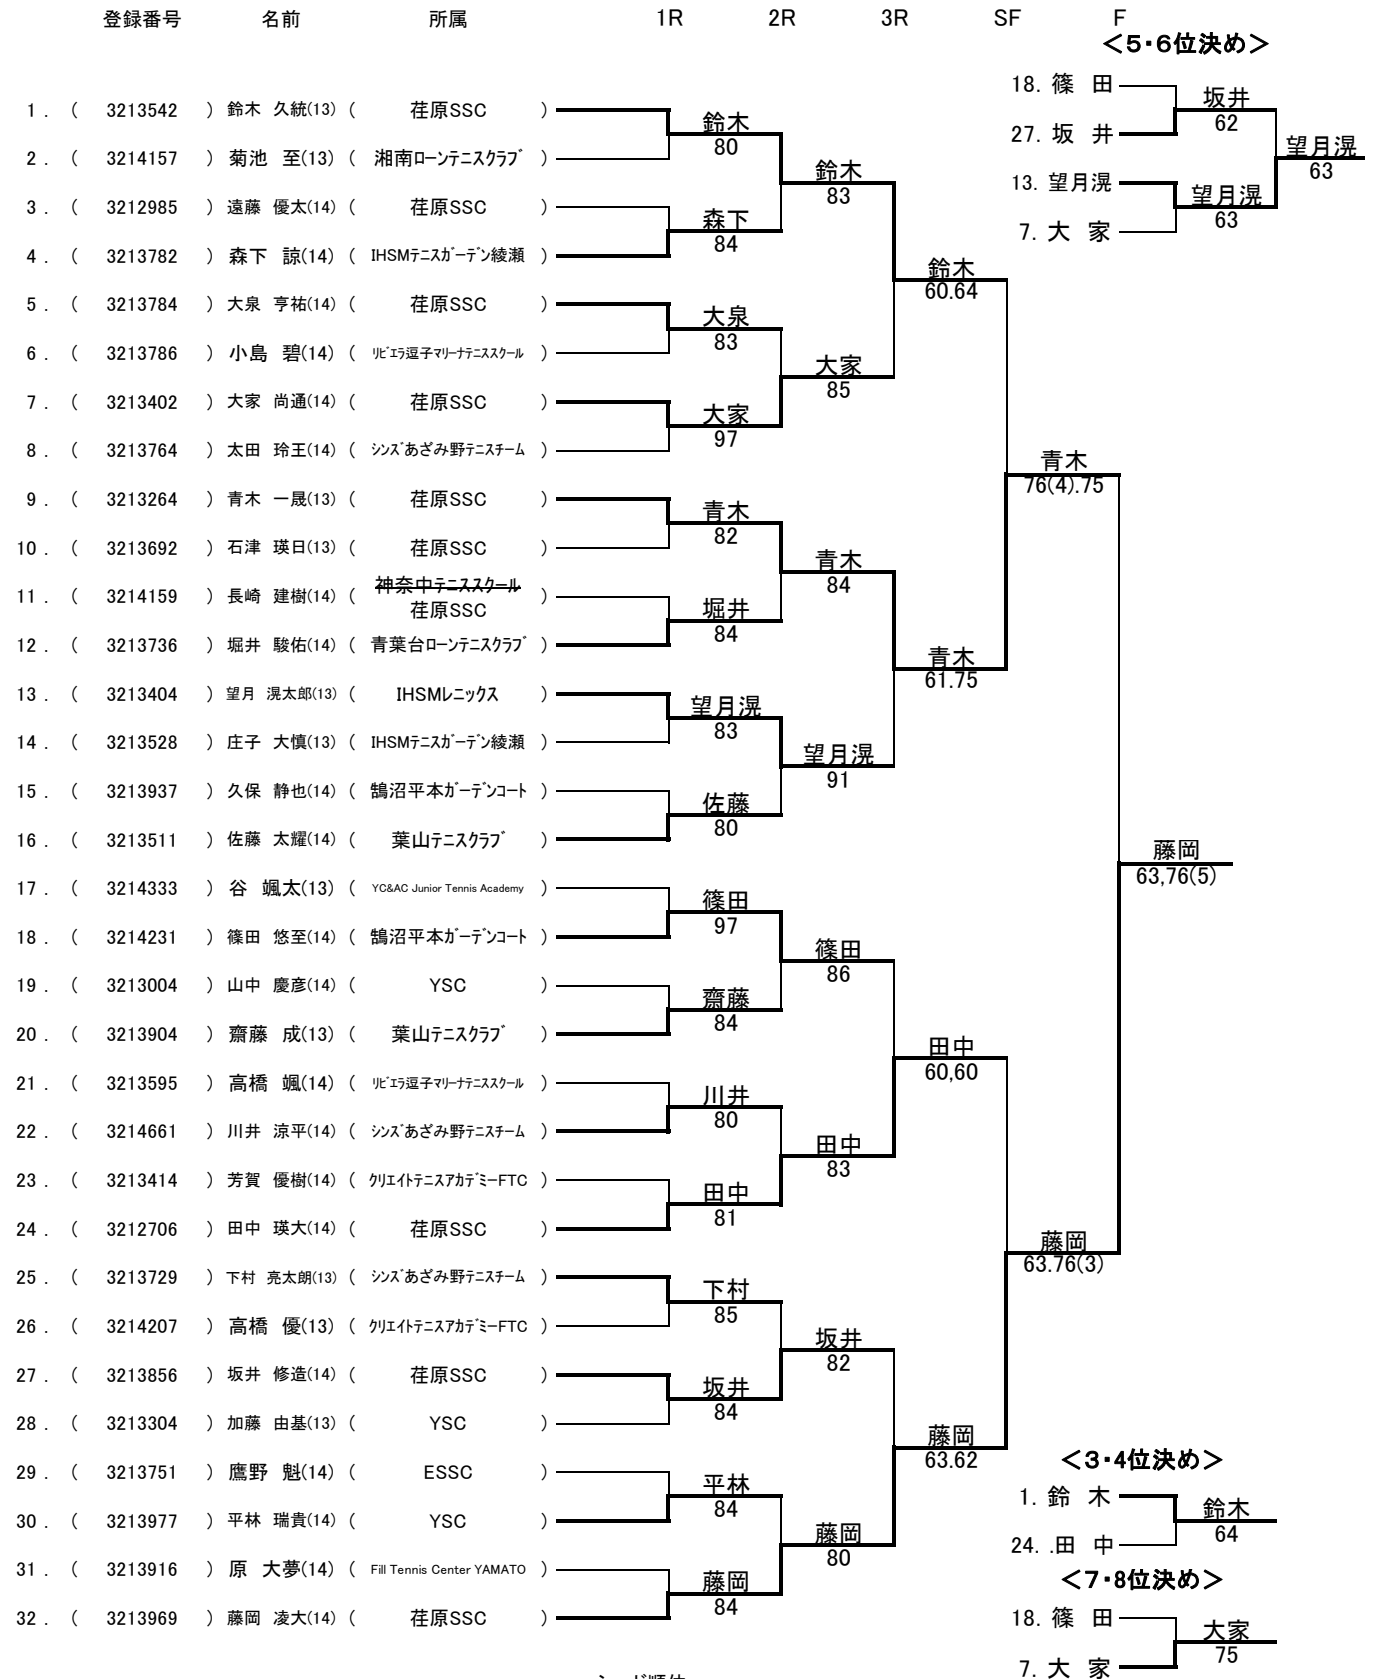 登録番号 名前 所属 1R 2R 3R SF F
<5・6位決め>
1. ( 3213542 ) 鈴木 久統(13) ( 荏原SSC )
2. ( 3214157 ) 菊池 至(13) ( 湘南ローンテニスクラブ )
3. ( 3212985 ) 遠藤 優太(14) ( 荏原SSC )
4. ( 3213782 ) 森下 諒(14) ( IHSMテニスガーデン綾瀬 )
5. ( 3213784 ) 大泉 亨祐(14) ( 荏原SSC )
6. ( 3213786 ) 小島 碧(14) ( リビエラ逗子マリーナテニススクール )
7. ( 3213402 ) 大家 尚通(14) ( 荏原SSC )
8. ( 3213764 ) 太田 玲王(14) ( シンズあざみ野テニスチーム )
9. ( 3213264 ) 青木 一晟(13) ( 荏原SSC )
10. ( 3213692 ) 石津 瑛日(13) ( 荏原SSC )
神奈中テニススクール
11. ( 3214159 ) 長崎 建樹(14) ( 荏原SSC )
12. ( 3213736 ) 堀井 駿佑(14) ( 青葉台ローンテニスクラブ )
13. ( 3213404 ) 望月 滉太郎(13) ( IHSMレニックス )
14. ( 3213528 ) 庄子 大慎(13) ( IHSMテニスガーデン綾瀬 )
15. ( 3213937 ) 久保 静也(14) ( 鵠沼平本ガーデンコート )
16. ( 3213511 ) 佐藤 太耀(14) ( 葉山テニスクラブ )
17. ( 3214333 ) 谷 颯太(13) ( YC&AC Junior Tennis Academy )
18. ( 3214231 ) 篠田 悠至(14) ( 鵠沼平本ガーデンコート )
19. ( 3213004 ) 山中 慶彦(14) ( YSC )
20. ( 3213904 ) 齋藤 成(13) ( 葉山テニスクラブ )
21. ( 3213595 ) 高橋 颯(14) ( リビエラ逗子マリーナテニススクール )
22. ( 3214661 ) 川井 涼平(14) ( シンズあざみ野テニスチーム )
23. ( 3213414 ) 芳賀 優樹(14) ( クリエイトテニスアカデミーFTC )
24. ( 3212706 ) 田中 瑛大(14) ( 荏原SSC )
25. ( 3213729 ) 下村 亮太朗(13) ( シンズあざみ野テニスチーム )
26. ( 3214207 ) 高橋 優(13) ( クリエイトテニスアカデミーFTC )
27. ( 3213856 ) 坂井 修造(14) ( 荏原SSC )
28. ( 3213304 ) 加藤 由基(13) ( YSC )
29. ( 3213751 ) 鷹野 魁(14) ( ESSC )
30. ( 3213977 ) 平林 瑞貴(14) ( YSC )
31. ( 3213916 ) 原 大夢(14) ( Fill Tennis Center YAMATO )
32. ( 3213969 ) 藤岡 凌大(14) ( 荏原SSC )
鈴木
80
森下
84
大泉
83
大家
97
青木
82
堀井
84
望月滉
83
佐藤
80
篠田
97
齋藤
84
川井
80
田中
81
下村
85
坂井
84
平林
84
藤岡
84
鈴木
83
大家
85
青木
84
望月滉
91
篠田
86
田中
83
坂井
82
藤岡
80
鈴木
60.64
青木
61.75
田中
60,60
藤岡
63.62
青木
76(4).75
藤岡
63.76(3)
藤岡
63,76(5)
18. 篠 田
27. 坂 井
13. 望月滉
7. 大 家
坂井
62
望月滉
63
望月滉
63
<3・4位決め>
1. 鈴 木
24. .田 中
鈴木
64
<7・8位決め>
18. 篠 田
7. 大 家
大家
75